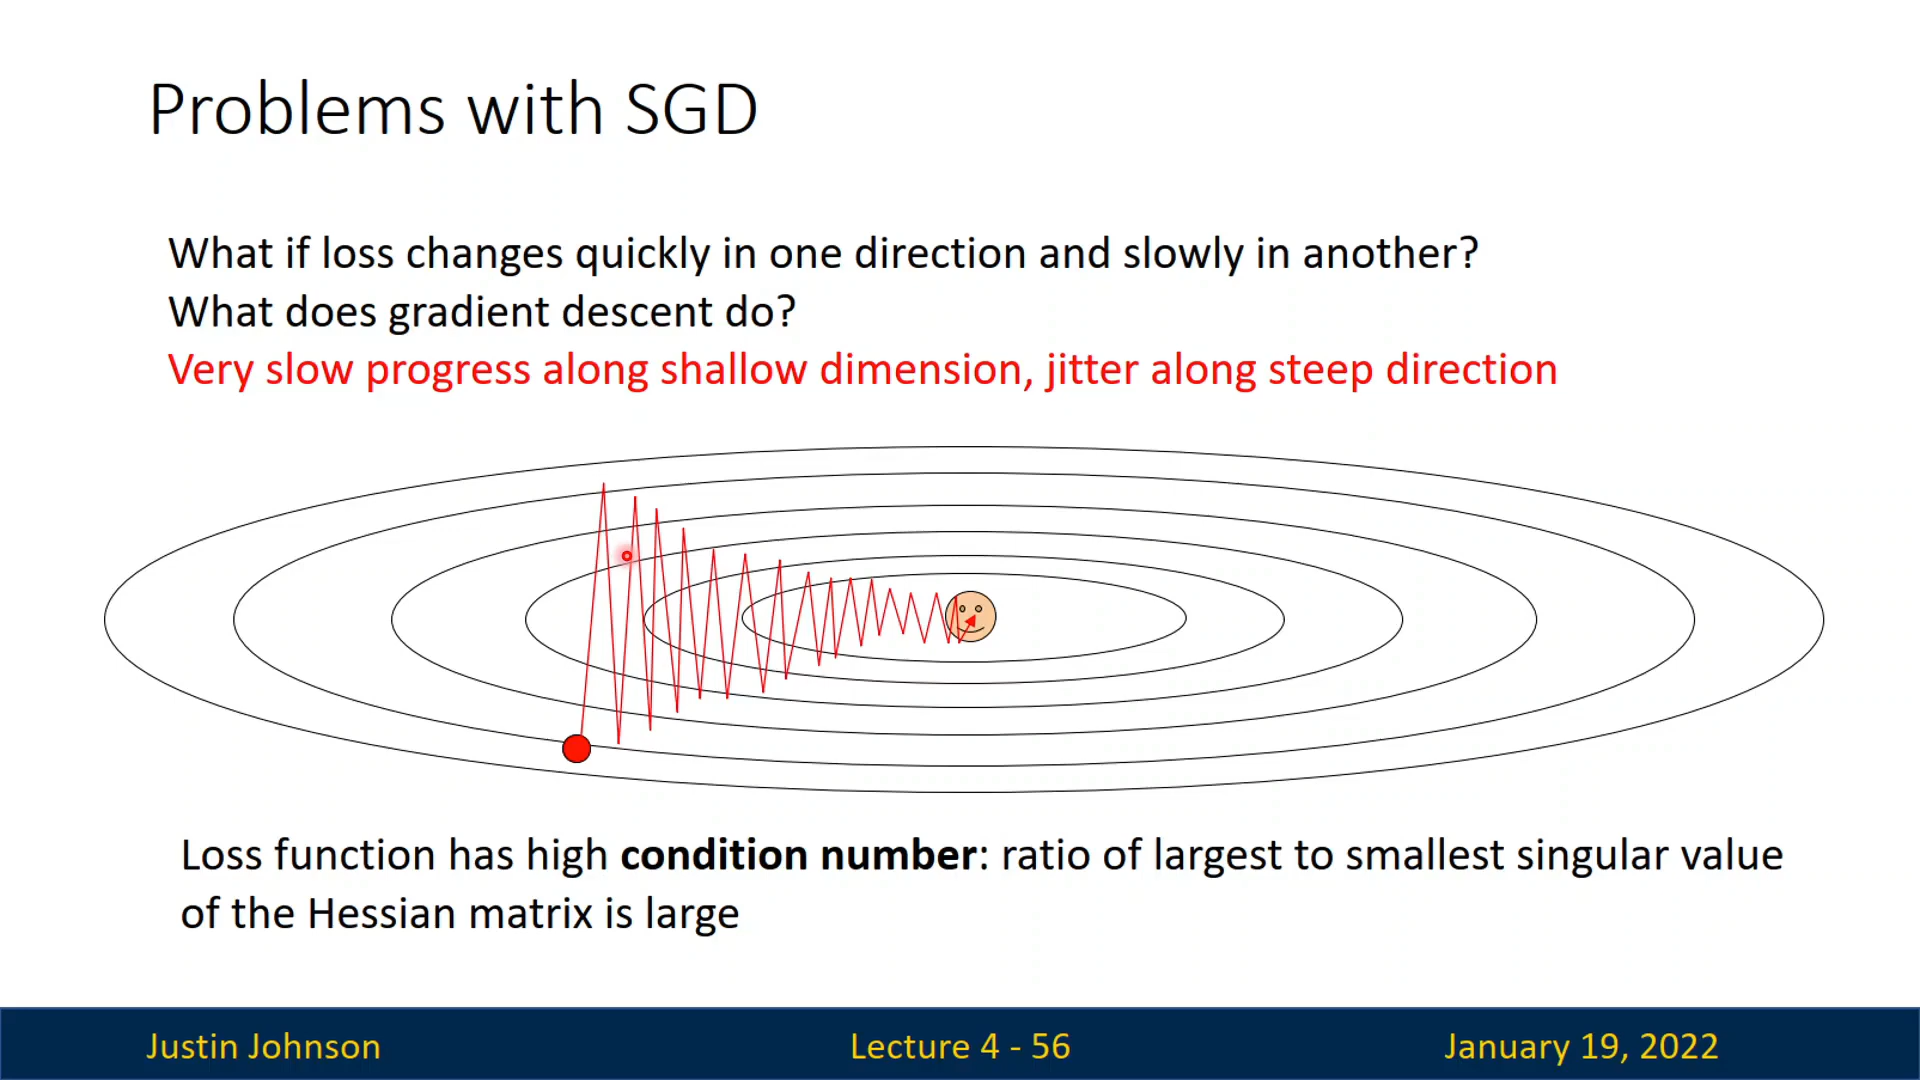 Problems with SGD
What if loss changes quickly in one direction and slowly in another?
What does gradient descent do?
Very slow progress along shallow dimension, jitter along steep direction
Loss function has high condition number: ratio of largest to smallest singular value
of the Hessian matrix is large
Justin Johnson
Lecture 4 - 56
January 19, 2022